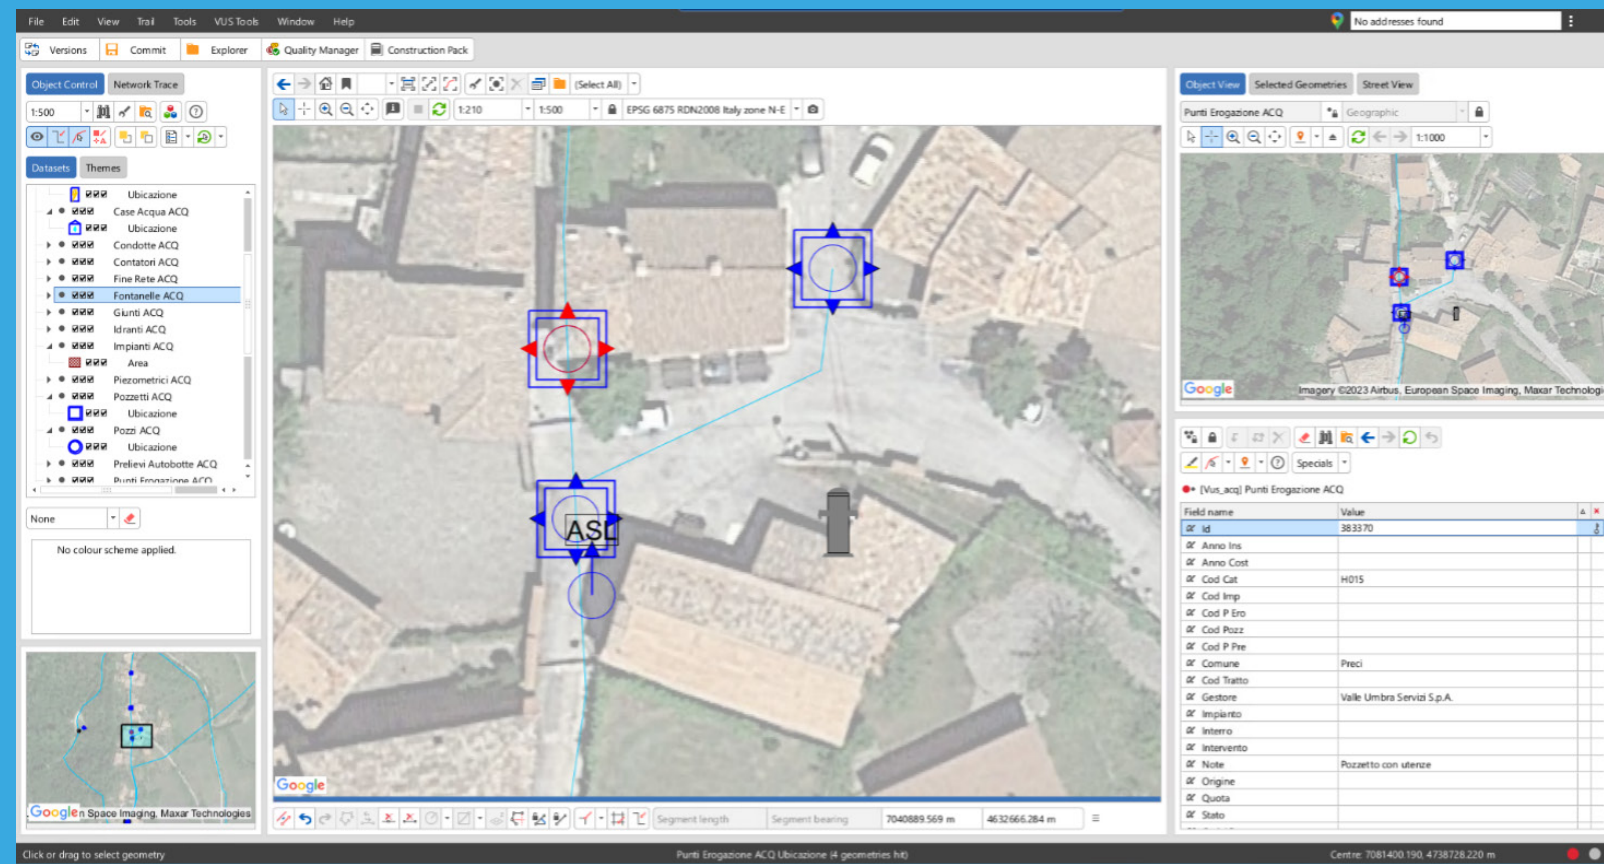 File Edit View Trail Tools VUS Tools Window Help
No addresses found
Versions Commit Explorer Quality Manager Construction Pack
Object Control Network Trace
1:500
Datasets Themes
Ubicazione
Case Acqua ACQ
Ubicazione
Condotte ACQ
Contatori ACQ
Fine Rete ACQ
Fontanelle ACQ
Giunti ACQ
Idranti ACQ
Impianti ACQ
Area
Piezometrici ACQ
Pozzetti ACQ
Ubicazione
Pozzi ACQ
Ubicazione
Prelievi Autobotte ACQ
Punti Erogazione ACQ
None
No colour scheme applied.
Google
n Space Imaging, Maxar Technologies
(Select All)
1:210 1:500 EPSG 6875 RDN2008 Italy zone N-E
ASL
Google
Segment length Segment bearing 7040889.569 m 4632666.284 m
Object View Selected Geometries Street View
Punti Erogazione ACQ Geographic
1:1000
Google
Imagery ©2023 Airbus, European Space Imaging, Maxar Technologi
Specials
[Vus_acq] Punti Erogazione ACQ
Field name Value
Id 383370
Anno Ins
Anno Cost
Cod Cat H015
Cod Imp
Cod P Ero
Cod Pozz
Cod P Pre
Comune Preci
Cod Tratto
Gestore Valle Umbra Servizi S.p.A.
Impianto
Interro
Intervento
Note Pozzetto con utenze
Origine
Quota
Stato
Click or drag to select geometry
Punti Erogazione ACQ Ubicazione (4 geometries hit)
Centre: 7081400.190, 4738728.220 m